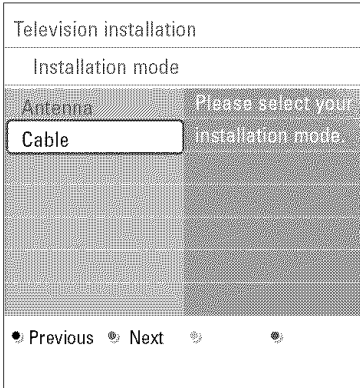 Television installation
Installation mode
Antenna
Please select your
Cable
installation mode.
Previous Next